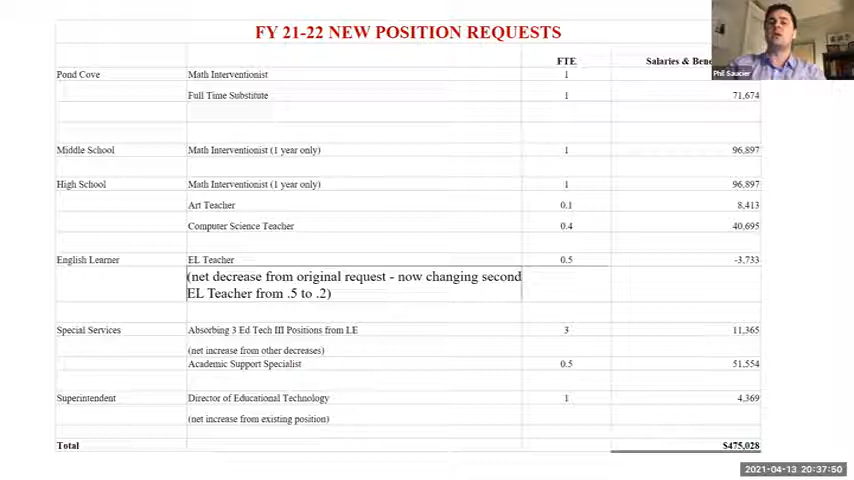 FY 21-22 NEW POSITION REQUESTS
FTE Salaries & Bene
Pond Cove Math Interventionist 1
Full Time Substitute 1 71,674
Middle School Math Interventionist (1 year only) 1 96,897
High School Math Interventionist (1 year only) 1 96,897
Art Teacher 0.1 8,413
Computer Science Teacher 0.4 40,695
English Learner EL Teacher 0.5 -3,733
(net decrease from original request - now changing second
EL Teacher from .5 to .2)
Special Services Absorbing 3 Ed Tech III Positions from LE 3 11,365
(net increase from other decreases)
Academic Support Specialist 0.5 51,554
Superintendent Director of Educational Technology 1 4,369
(net increase from existing position)
Total $475,028
Phil Saucier
2021-04-13 20:37:50